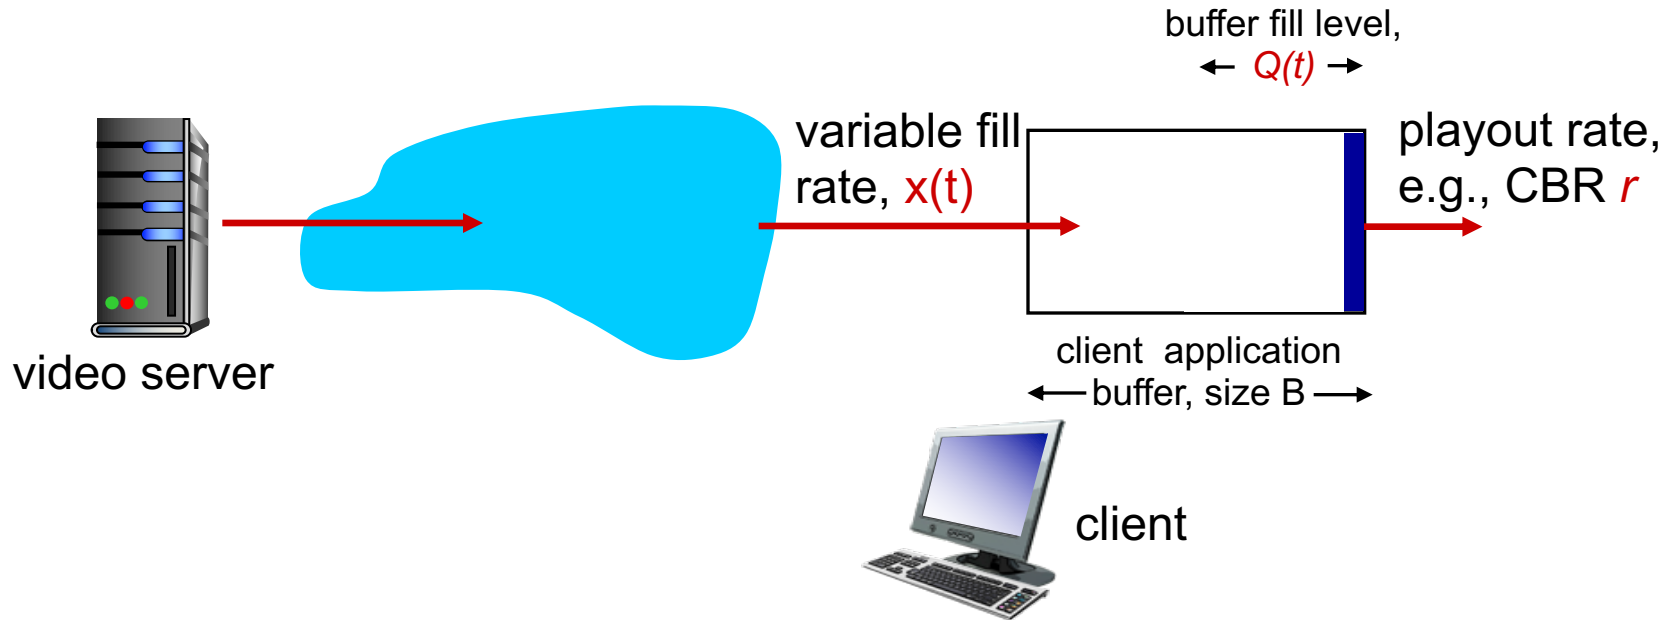 buffer fill level,
Q(t)
variable fill
rate, x(t)
playout rate,
e.g., CBR r
video server
client application
buffer, size B
client